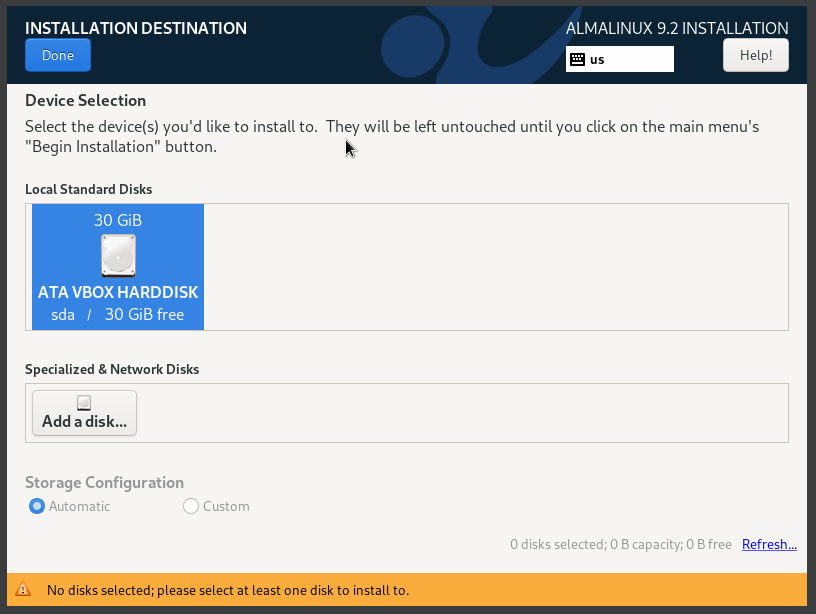 INSTALLATION DESTINATION
ALMALINUX 9.2 INSTALLATION
Done
us
Help!
Device Selection
Select the device(s) you'd like to install to.  They will be left untouched until you click on the main menu's
"Begin Installation" button.
Local Standard Disks
30 GiB
ATA VBOX HARDDISK
sda / 30 GiB free
Specialized & Network Disks
Add a disk...
Storage Configuration
Automatic
Custom
0 disks selected; 0 B capacity; 0 B free
Refresh...
No disks selected; please select at least one disk to install to.